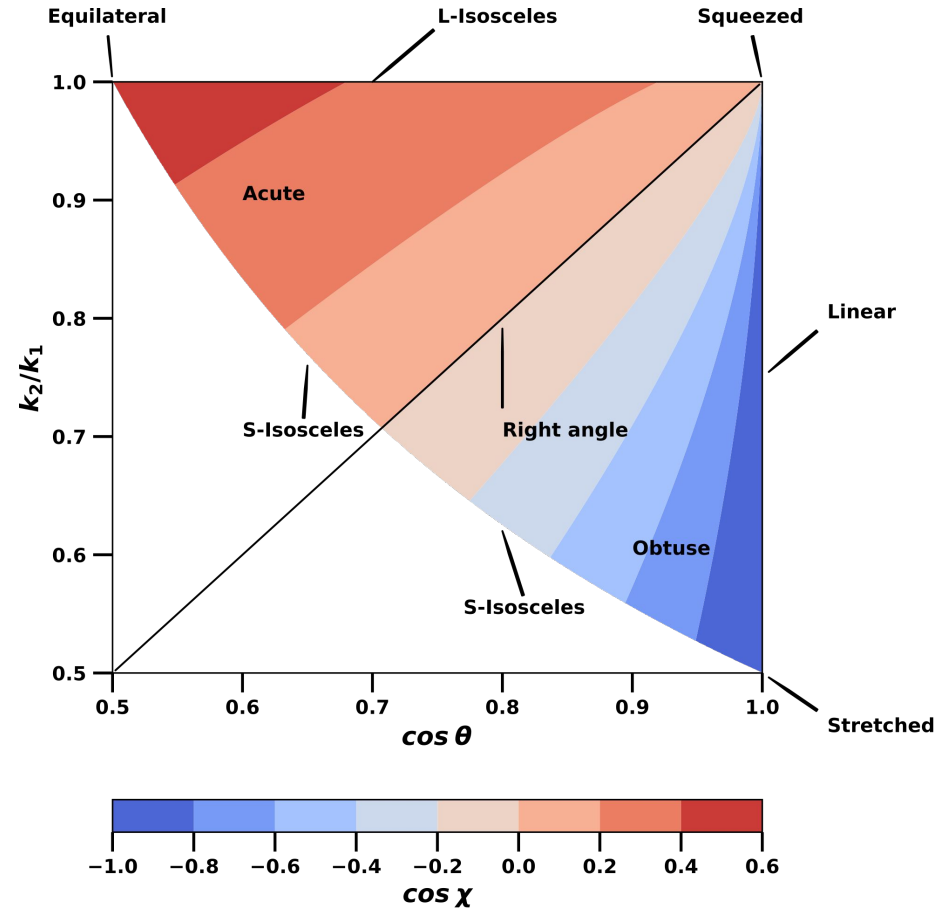 Equilateral
L-Isosceles
Squeezed
1.0
0.9
0.8
0.7
0.6
0.5
k₂/k₁
Acute
Linear
S-Isosceles
Right angle
Obtuse
S-Isosceles
0.5 0.6 0.7 0.8 0.9 1.0
cos θ
Stretched
−1.0 −0.8 −0.6 −0.4 −0.2 0.0 0.2 0.4 0.6
cos χ